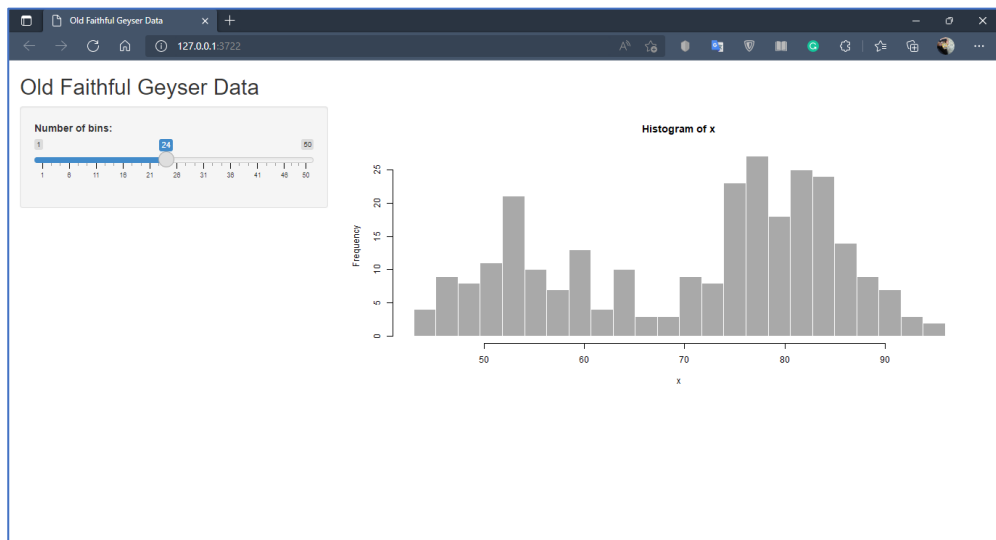 Old Faithful Geyser Data
127.0.0.1:3722
Old Faithful Geyser Data
Number of bins:
1 24 50
1 6 11 16 21 26 31 36 41 46 50
Histogram of x
Frequency
25
20
15
10
5
0
50 60 70 80 90
x